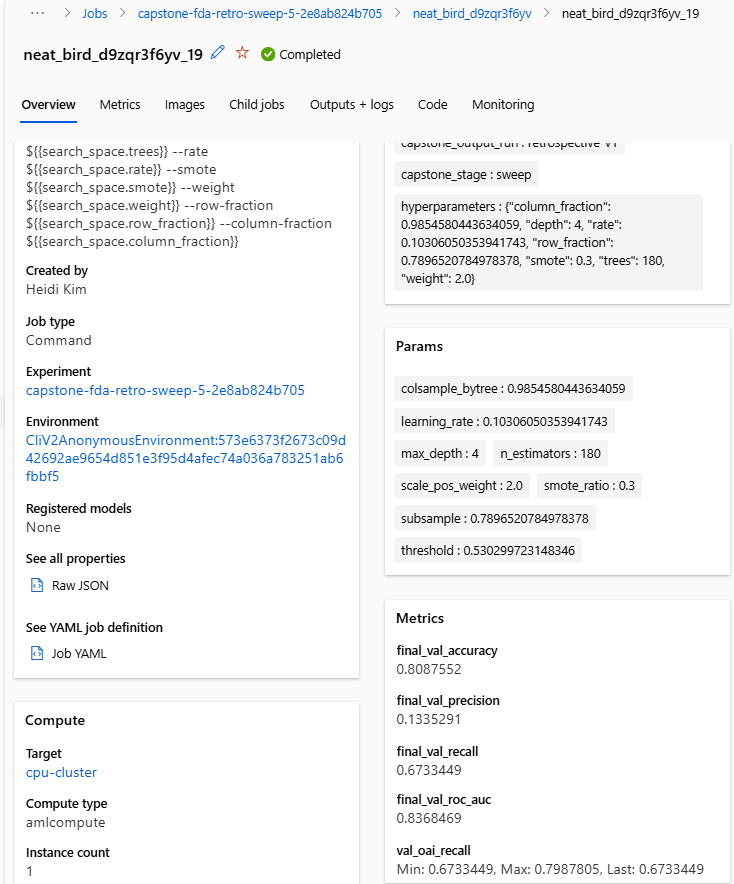 ··· > Jobs > capstone-fda-retro-sweep-5-2e8ab824b705 > neat_bird_d9zqr3f6yv > neat_bird_d9zqr3f6yv_19
neat_bird_d9zqr3f6yv_19 Completed
Overview Metrics Images Child jobs Outputs + logs Code Monitoring
${{search_space.trees}} --rate
${{search_space.rate}} --smote
${{search_space.smote}} --weight
${{search_space.weight}} --row-fraction
${{search_space.row_fraction}} --column-fraction
${{search_space.column_fraction}}
Created by
Heidi Kim
Job type
Command
Experiment
capstone-fda-retro-sweep-5-2e8ab824b705
Environment
CliV2AnonymousEnvironment:573e6373f2673c09d
42692ae9654d851e3f95d4afec74a036a783251ab6
fbbf5
Registered models
None
See all properties
Raw JSON
See YAML job definition
Job YAML
Compute
Target
cpu-cluster
Compute type
amlcompute
Instance count
1
capstone_output_run : retrospective-v1
capstone_stage : sweep
hyperparameters : {"column_fraction":
0.9854580443634059, "depth": 4, "rate":
0.10306050353941743, "row_fraction":
0.7896520784978378, "smote": 0.3, "trees": 180,
"weight": 2.0}
Params
colsample_bytree : 0.9854580443634059
learning_rate : 0.10306050353941743
max_depth : 4 n_estimators : 180
scale_pos_weight : 2.0 smote_ratio : 0.3
subsample : 0.7896520784978378
threshold : 0.530299723148346
Metrics
final_val_accuracy
0.8087552
final_val_precision
0.1335291
final_val_recall
0.6733449
final_val_roc_auc
0.8368469
val_oai_recall
Min: 0.6733449, Max: 0.7987805, Last: 0.6733449